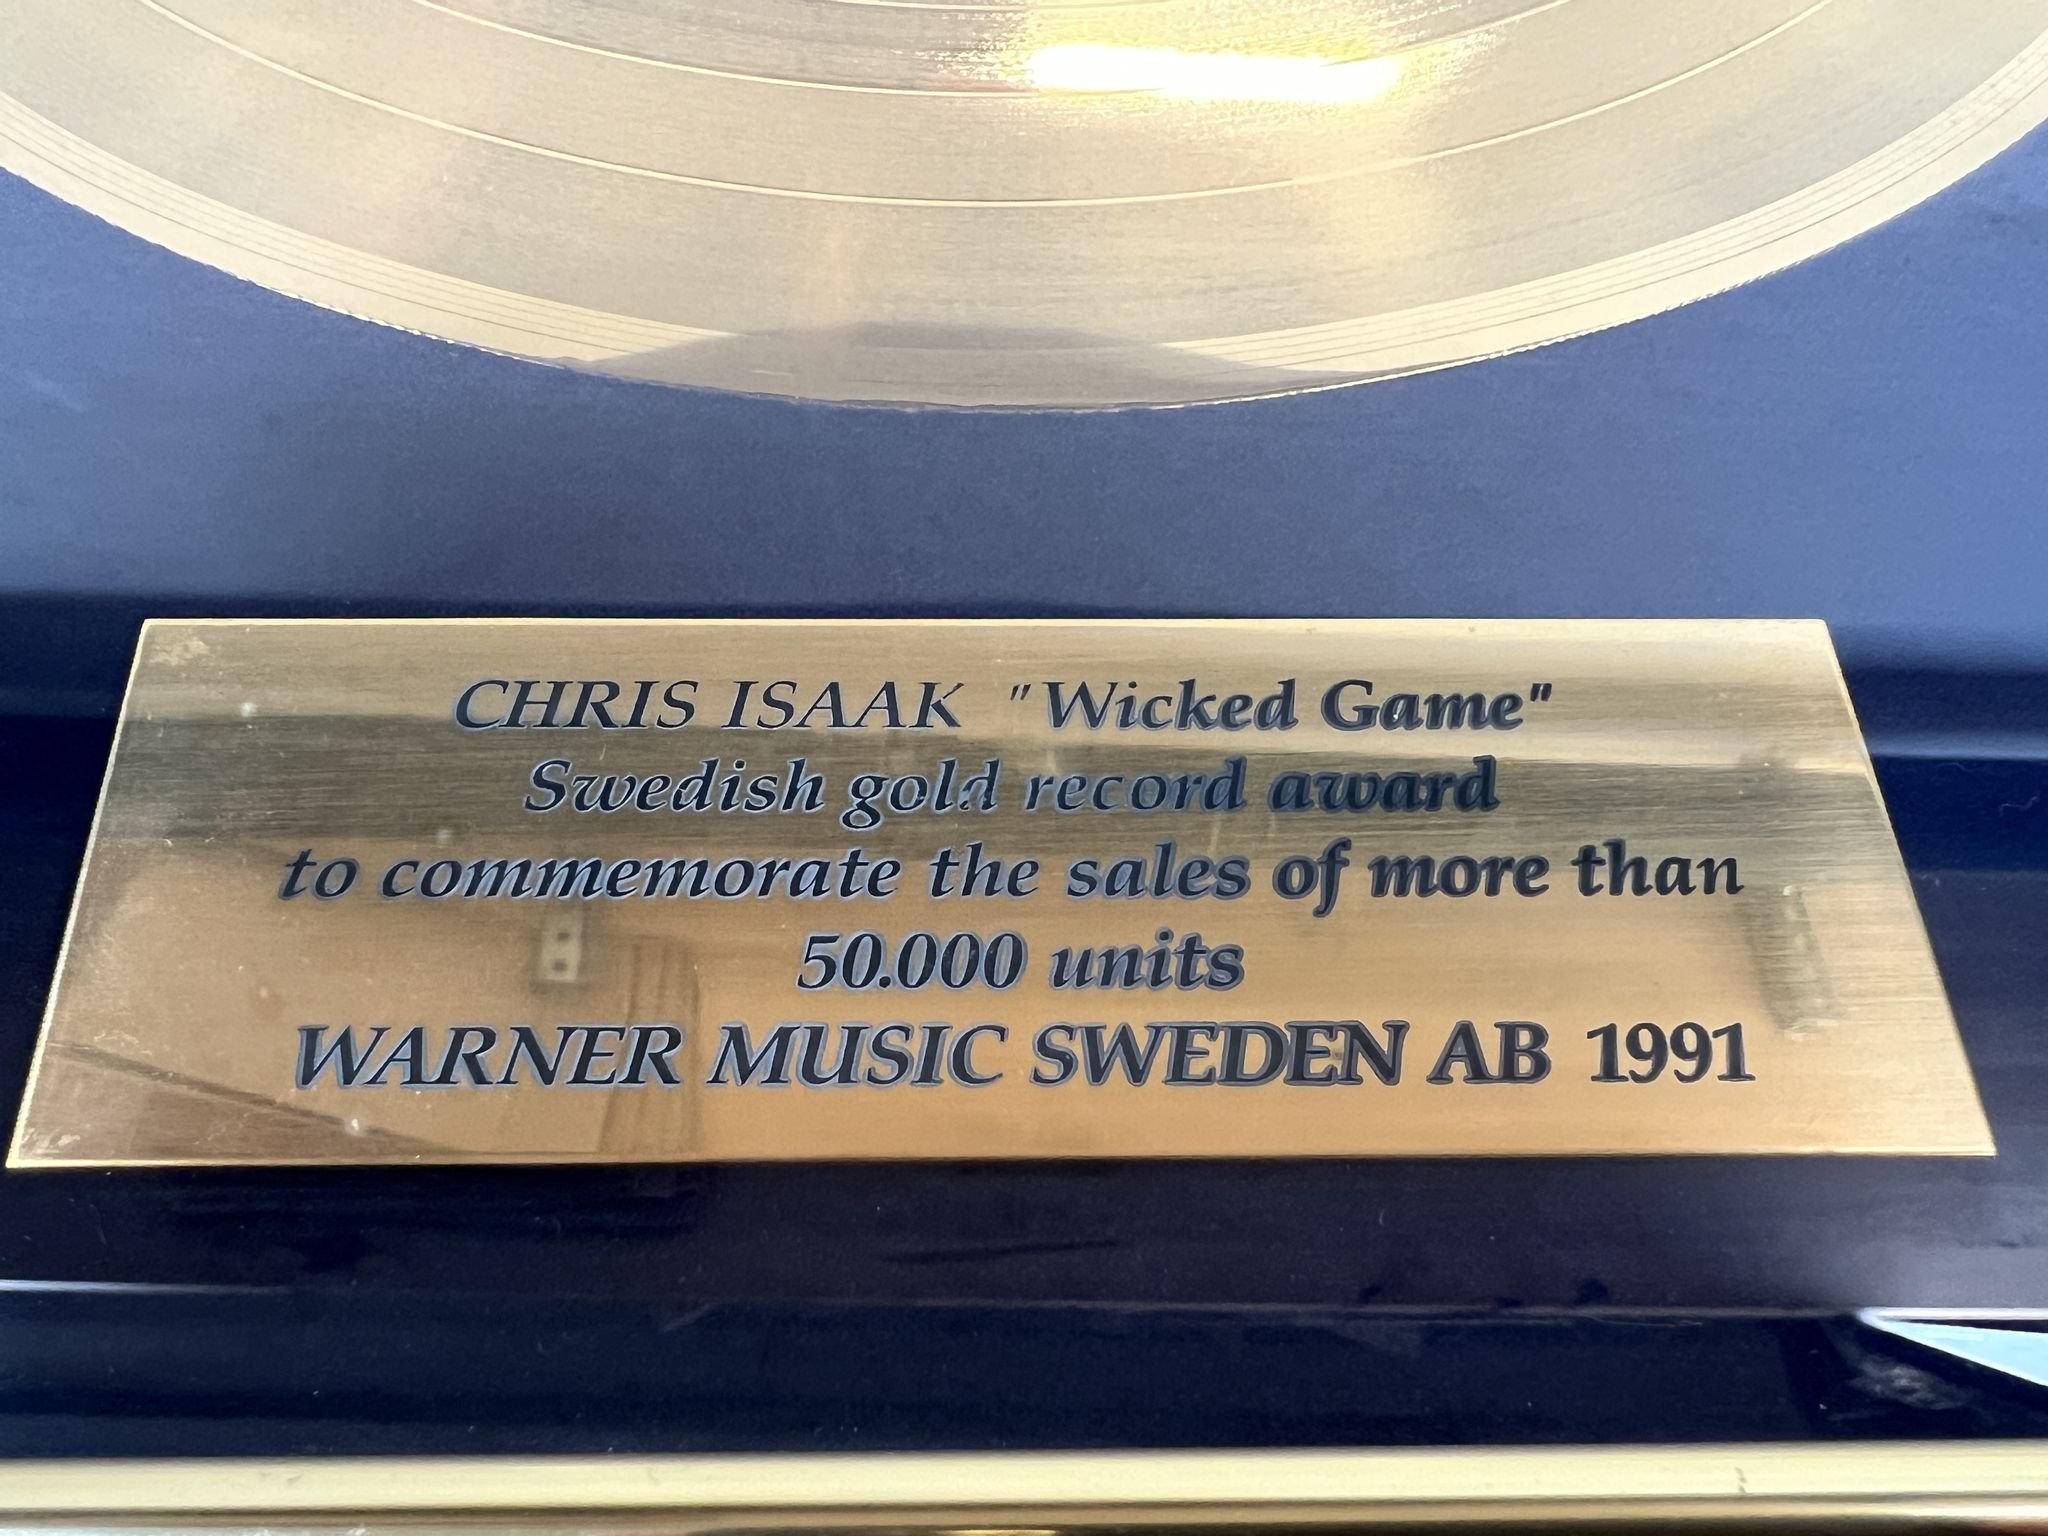 CHRIS ISAAK "Wicked Game"
Swedish gold record award
to commemorate the sales of more than
50.000 units
WARNER MUSIC SWEDEN AB 1991